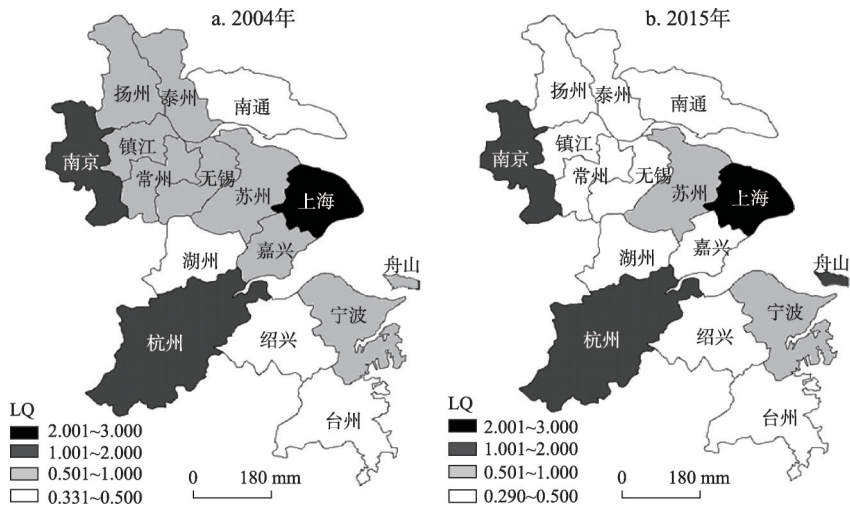 a. 2004年
扬州
泰州
南通
镇江
南京
常州
无锡
苏州
上海
嘉兴
湖州
舟山
杭州
宁波
绍兴
台州
LQ
2.001~3.000
1.001~2.000
0.501~1.000
0.331~0.500
0 180 mm
b. 2015年
扬州
泰州
南通
镇江
南京
常州
无锡
苏州
上海
嘉兴
湖州
舟山
杭州
宁波
绍兴
台州
LQ
2.001~3.000
1.001~2.000
0.501~1.000
0.290~0.500
0 180 mm